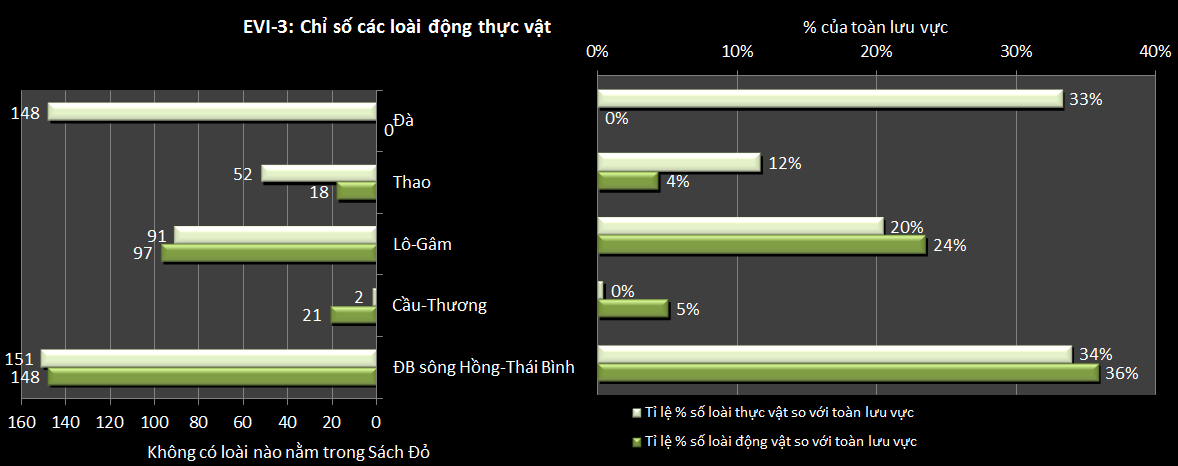 EVI-3: Chỉ số các loài động thực vật
% của toàn lưu vực
0% 10% 20% 30% 40%
148 0 Đà 33% 0%
52 18 Thao 12% 4%
91 97 Lô-Gâm 20% 24%
2 21 Cầu-Thương 0% 5%
151 148 ĐB sông Hồng-Thái Bình 34% 36%
160 140 120 100 80 60 40 20 0
Không có loài nào nằm trong Sách Đỏ
Tỉ lệ % số loài thực vật so với toàn lưu vực
Tỉ lệ % số loài động vật so với toàn lưu vực